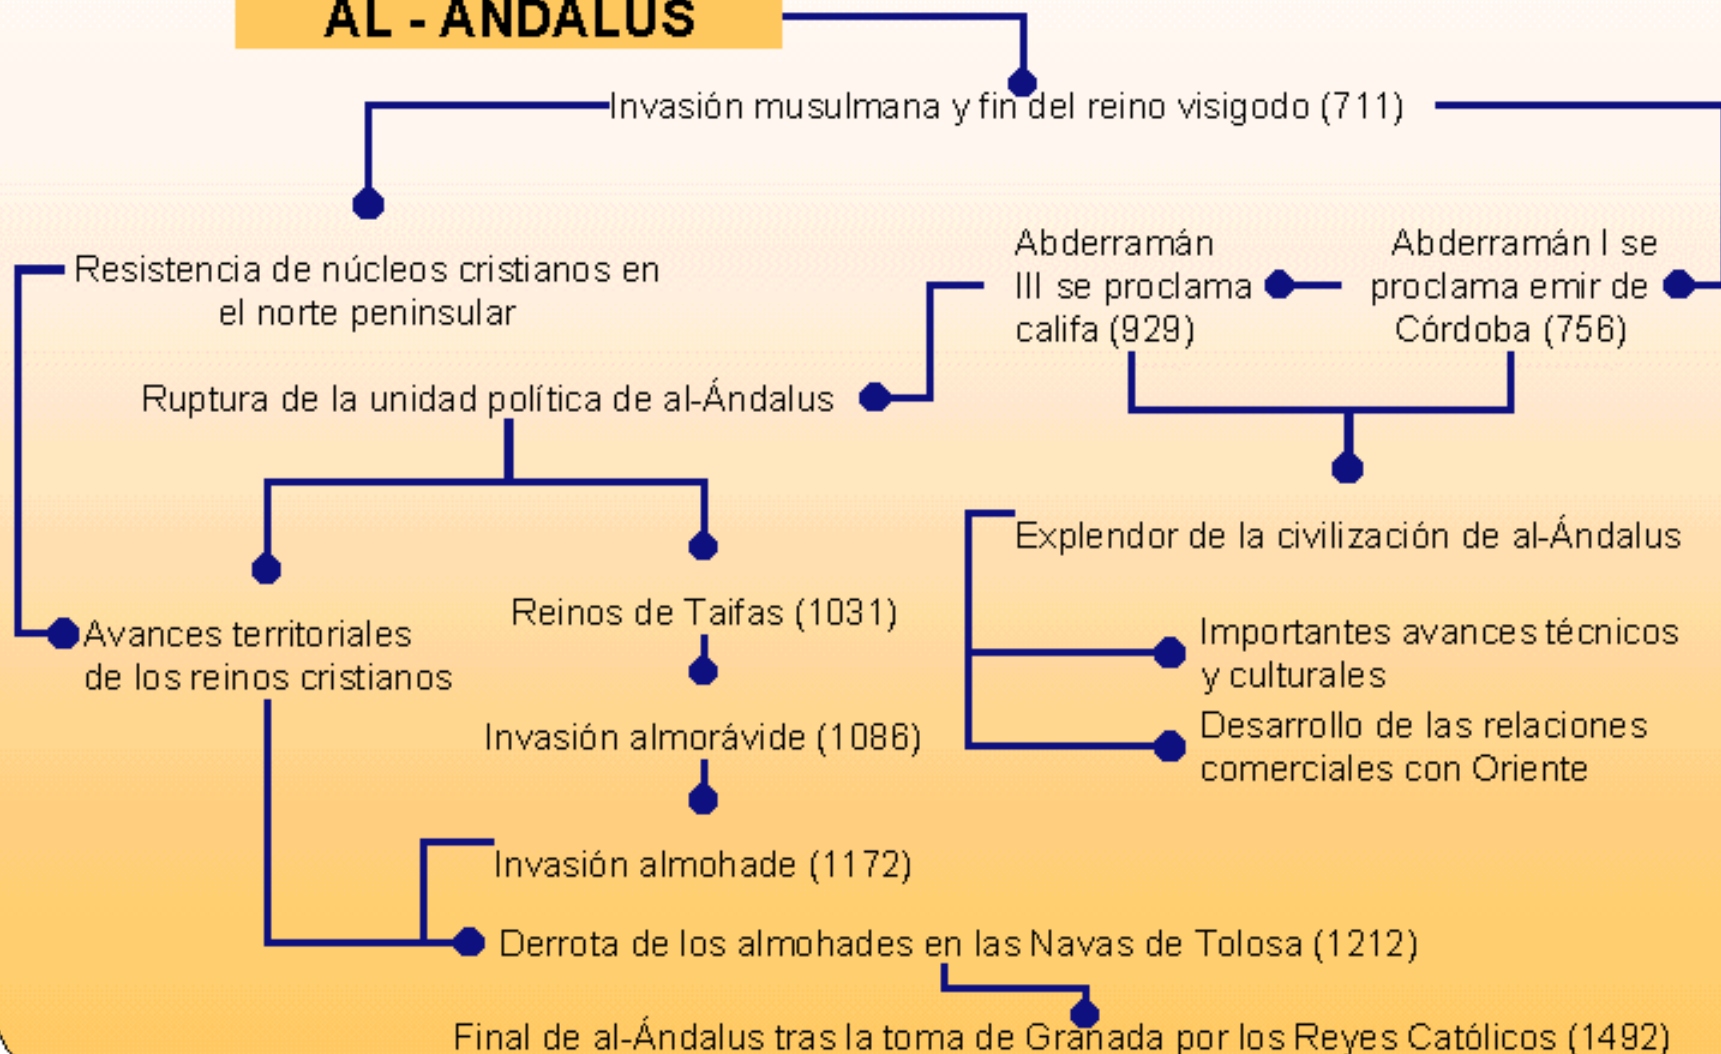 AL - ANDALUS
Invasión musulmana y fin del reino visigodo (711)
Resistencia de núcleos cristianos en
el norte peninsular
Abderramán
III se proclama
califa (929)
Abderramán I se
proclama emir de
Córdoba (756)
Ruptura de la unidad política de al-Ándalus
Explendor de la civilización de al-Ándalus
Avances territoriales
de los reinos cristianos
Reinos de Taifas (1031)
Importantes avances técnicos
y culturales
Invasión almorávide (1086)
Desarrollo de las relaciones
comerciales con Oriente
Invasión almohade (1172)
Derrota de los almohades en las Navas de Tolosa (1212)
Final de al-Ándalus tras la toma de Granada por los Reyes Católicos (1492)